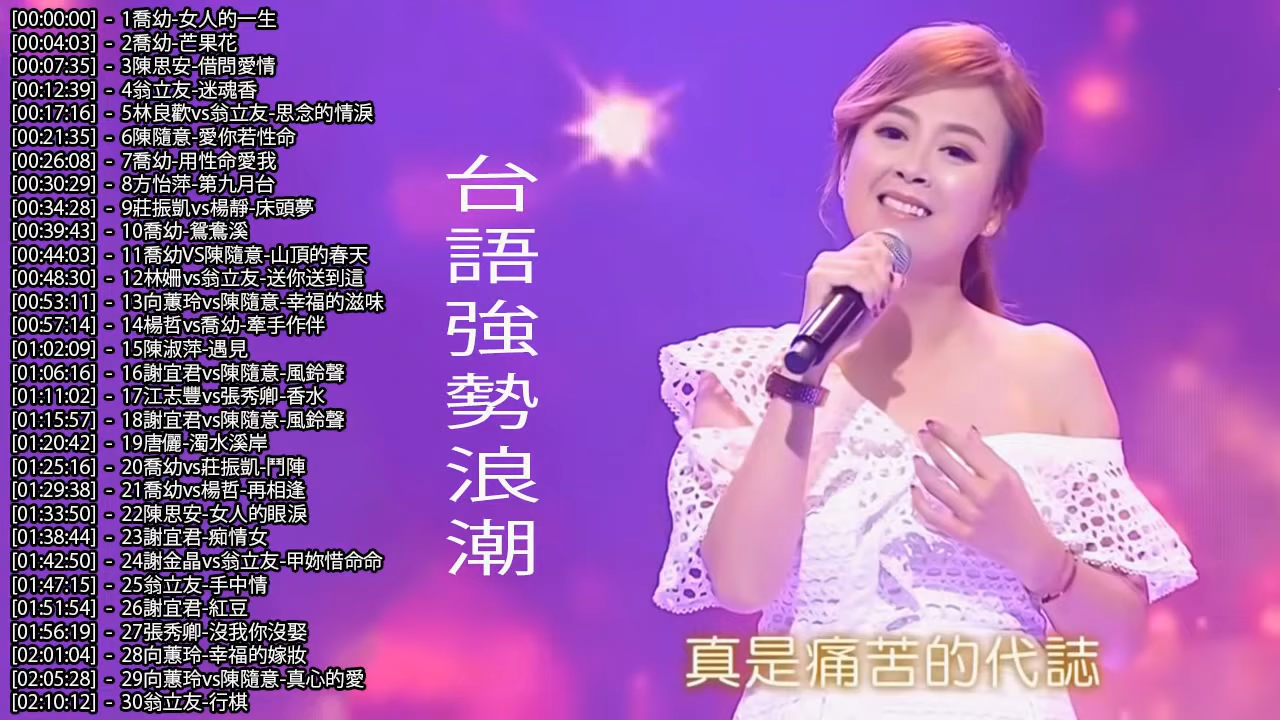 [00:00:00] - 1喬幼-女人的一生
[00:04:03] - 2喬幼-芒果花
[00:07:35] - 3陳思安-借問愛情
[00:12:39] - 4翁立友-迷魂香
[00:17:16] - 5林良歡vs翁立友-思念的情淚
[00:21:35] - 6陳隨意-愛你若性命
[00:26:08] - 7喬幼-用性命愛我
[00:30:29] - 8方怡萍-第九月台
[00:34:28] - 9莊振凱vs楊靜-床頭夢
[00:39:43] - 10喬幼-鴛鴦溪
[00:44:03] - 11喬幼VS陳隨意-山頂的春天
[00:48:30] - 12林姍vs翁立友-送你送到這
[00:53:11] - 13向蕙玲vs陳隨意-幸福的滋味
[00:57:14] - 14楊哲vs喬幼-牽手作伴
[01:02:09] - 15陳淑萍-遇見
[01:06:16] - 16謝宜君vs陳隨意-風鈴聲
[01:11:02] - 17江志豐vs張秀卿-香水
[01:15:57] - 18謝宜君vs陳隨意-風鈴聲
[01:20:42] - 19唐儷-濁水溪岸
[01:25:16] - 20喬幼vs莊振凱-鬥陣
[01:29:38] - 21喬幼vs楊哲-再相逢
[01:33:50] - 22陳思安-女人的眼淚
[01:38:44] - 23謝宜君-痴情女
[01:42:50] - 24謝金晶vs翁立友-甲妳惜命命
[01:47:15] - 25翁立友-手中情
[01:51:54] - 26謝宜君-紅豆
[01:56:19] - 27張秀卿-沒我你沒娶
[02:01:04] - 28向蕙玲-幸福的嫁妝
[02:05:28] - 29向蕙玲vs陳隨意-真心的愛
[02:10:12] - 30翁立友-行棋
台語強勢浪潮
真是痛苦的代誌